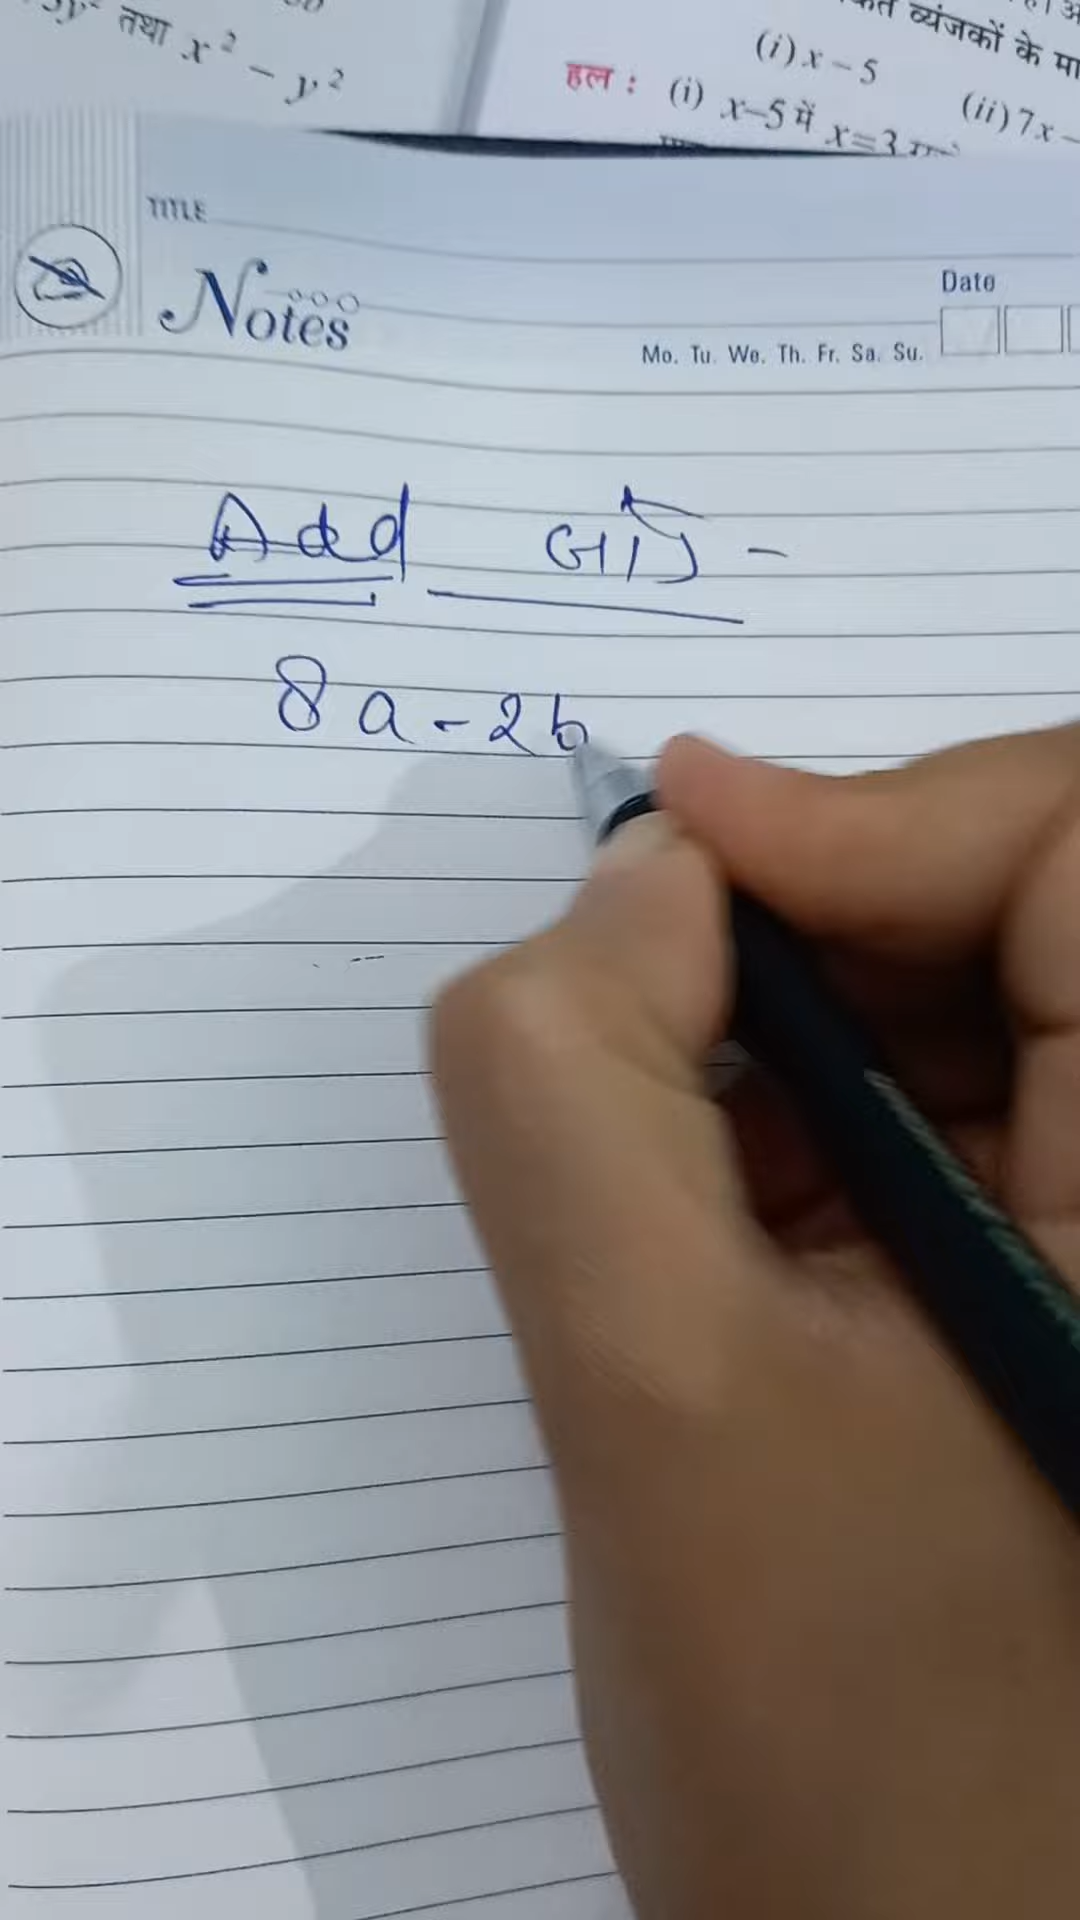 तथा x² - y²
व्यंजकों के
(i) x - 5
(ii) 7x -
हल : (i) x-5 में x=3
TITLE
Notes
Date
Mo. Tu. We. Th. Fr. Sa. Su.
Add जोड़ -
8a - 2b